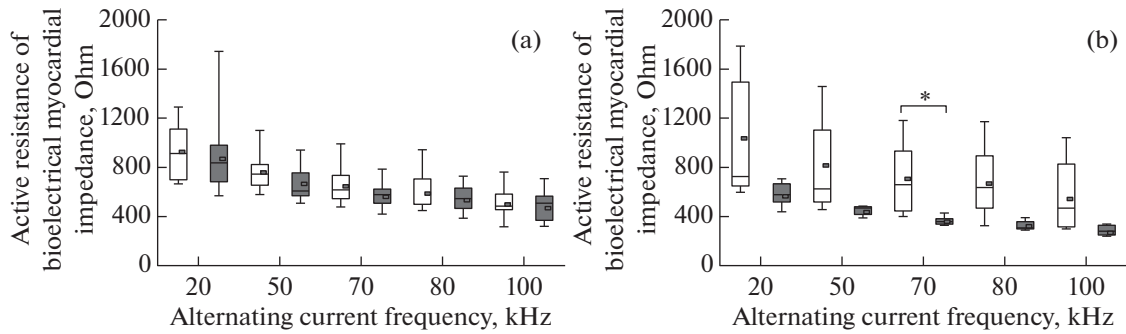 Active resistance of
bioelectrical myocardial
impedance, Ohm
2000
1600
1200
800
400
0
(a)
20 50 70 80 100
Alternating current frequency, kHz
Active resistance of
bioelectrical myocardial
impedance, Ohm
2000
1600
1200
800
400
0
(b)
*
20 50 70 80 100
Alternating current frequency, kHz